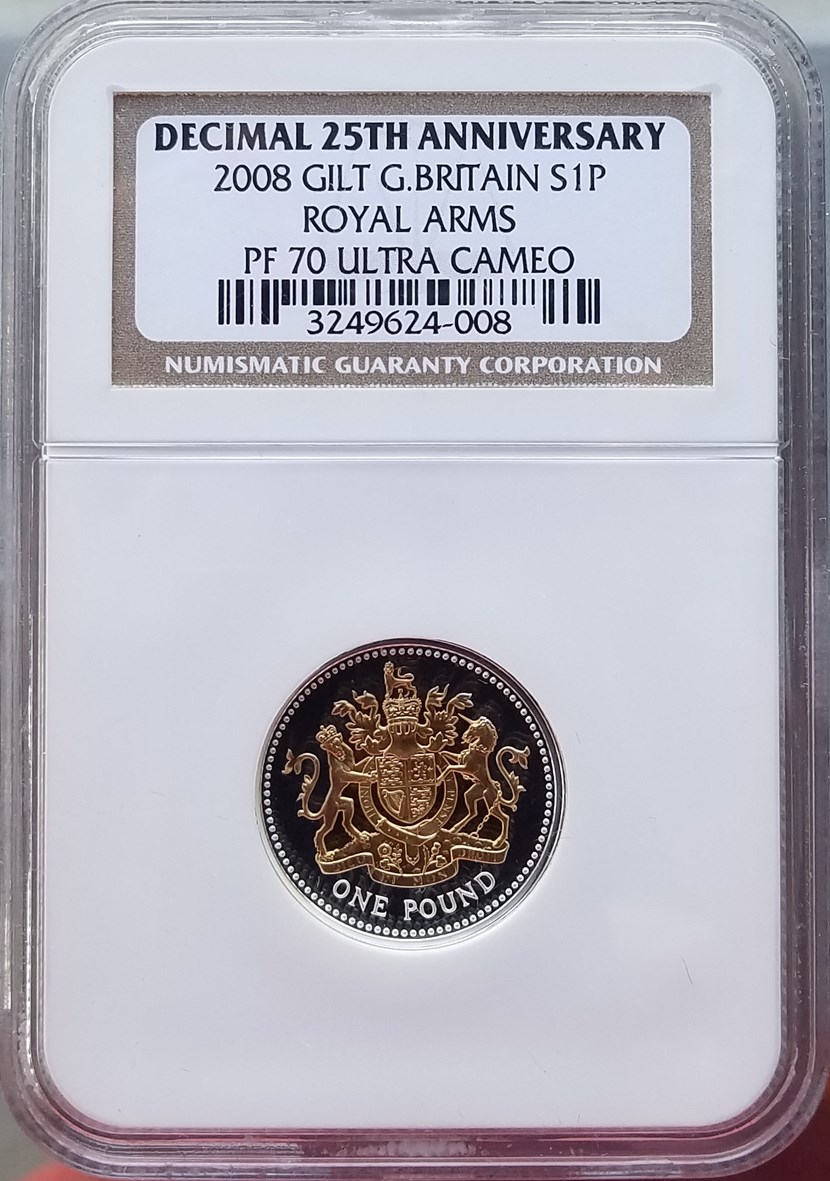 DECIMAL 25TH ANNIVERSARY
2008 GILT G.BRITAIN S1P
ROYAL ARMS
PF 70 ULTRA CAMEO
3249624-008
NUMISMATIC GUARANTY CORPORATION
ONE POUND